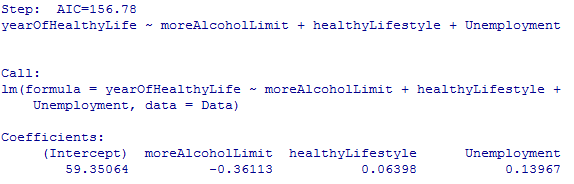 Step:  AIC=156.78
yearOfHealthyLife ~ moreAlcoholLimit + healthyLifestyle + Unemployment
Call:
lm(formula = yearOfHealthyLife ~ moreAlcoholLimit + healthyLifestyle +
    Unemployment, data = Data)
Coefficients:
     (Intercept)  moreAlcoholLimit  healthyLifestyle      Unemployment
        59.35064          -0.36113           0.06398           0.13967